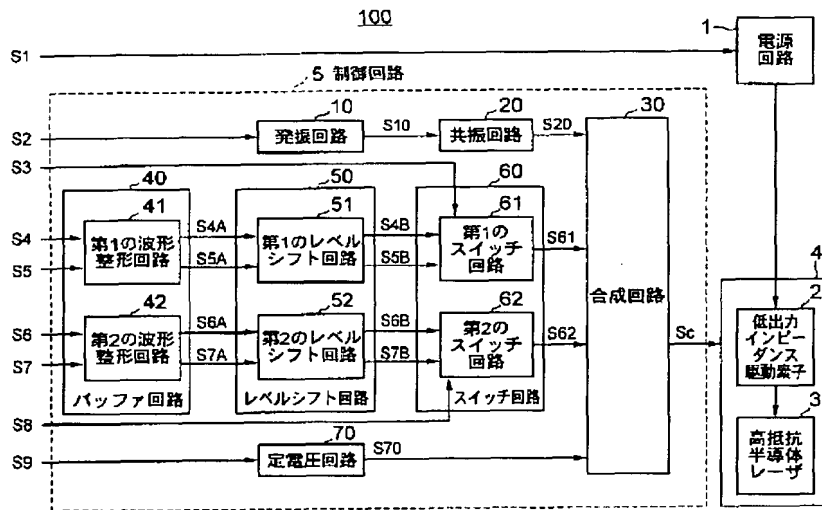 100
1
電源
回路
S1
5 制御回路
10
20
30
S2
発振回路
S10
共振回路
S20
S3
40
50
60
41
51
61
S4
第1の波形
整形回路
S4A
第1のレベル
シフト回路
S4B
第1の
スイッチ
回路
S61
S5
S5A
S5B
合成回路
42
52
62
S6
第2の波形
整形回路
S6A
第2のレベル
シフト回路
S6B
第2の
スイッチ
回路
S62
S7
S7A
S7B
Sc
バッファ回路
レベルシフト回路
スイッチ回路
S8
70
S9
定電圧回路
S70
4
2
低出力
インピー
ダンス
駆動素子
3
高抵抗
半導体
レーザ